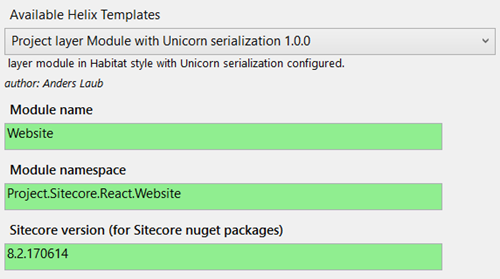 Available Helix Templates
Project layer Module with Unicorn serialization 1.0.0
layer module in Habitat style with Unicorn serialization configured.
author: Anders Laub
Module name
Website
Module namespace
Project.Sitecore.React.Website
Sitecore version (for Sitecore nuget packages)
8.2.170614